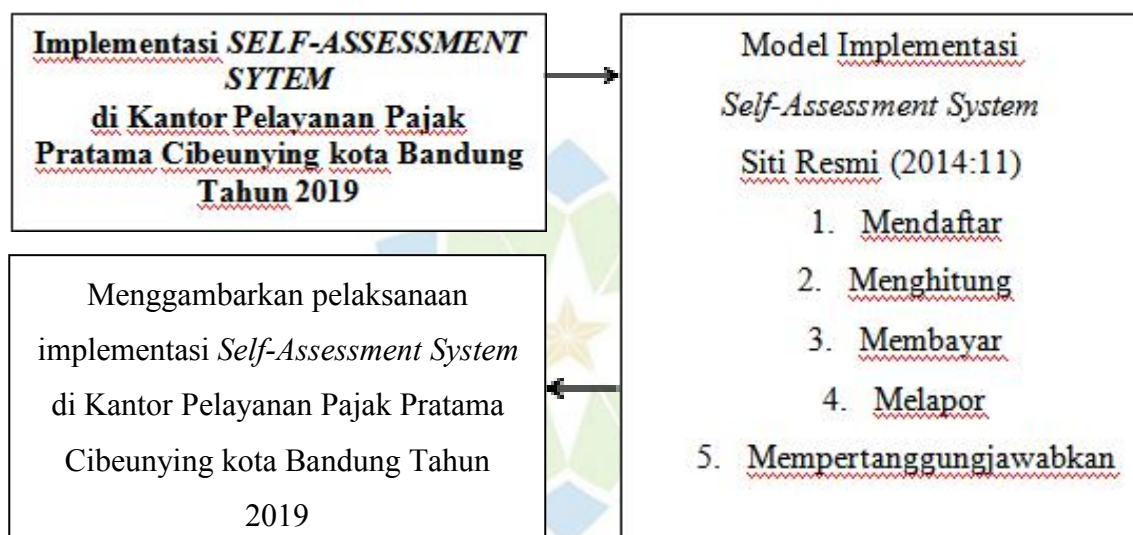 Implementasi SELF-ASSESSMENT
SYTEM
di Kantor Pelayanan Pajak
Pratama Cibeunying kota Bandung
Tahun 2019
Model Implementasi
Self-Assessment System
Siti Resmi (2014:11)
1. Mendaftar
2. Menghitung
3. Membayar
4. Melapor
5. Mempertanggungjawabkan
Menggambarkan pelaksanaan
implementasi Self-Assessment System
di Kantor Pelayanan Pajak Pratama
Cibeunying kota Bandung Tahun
2019